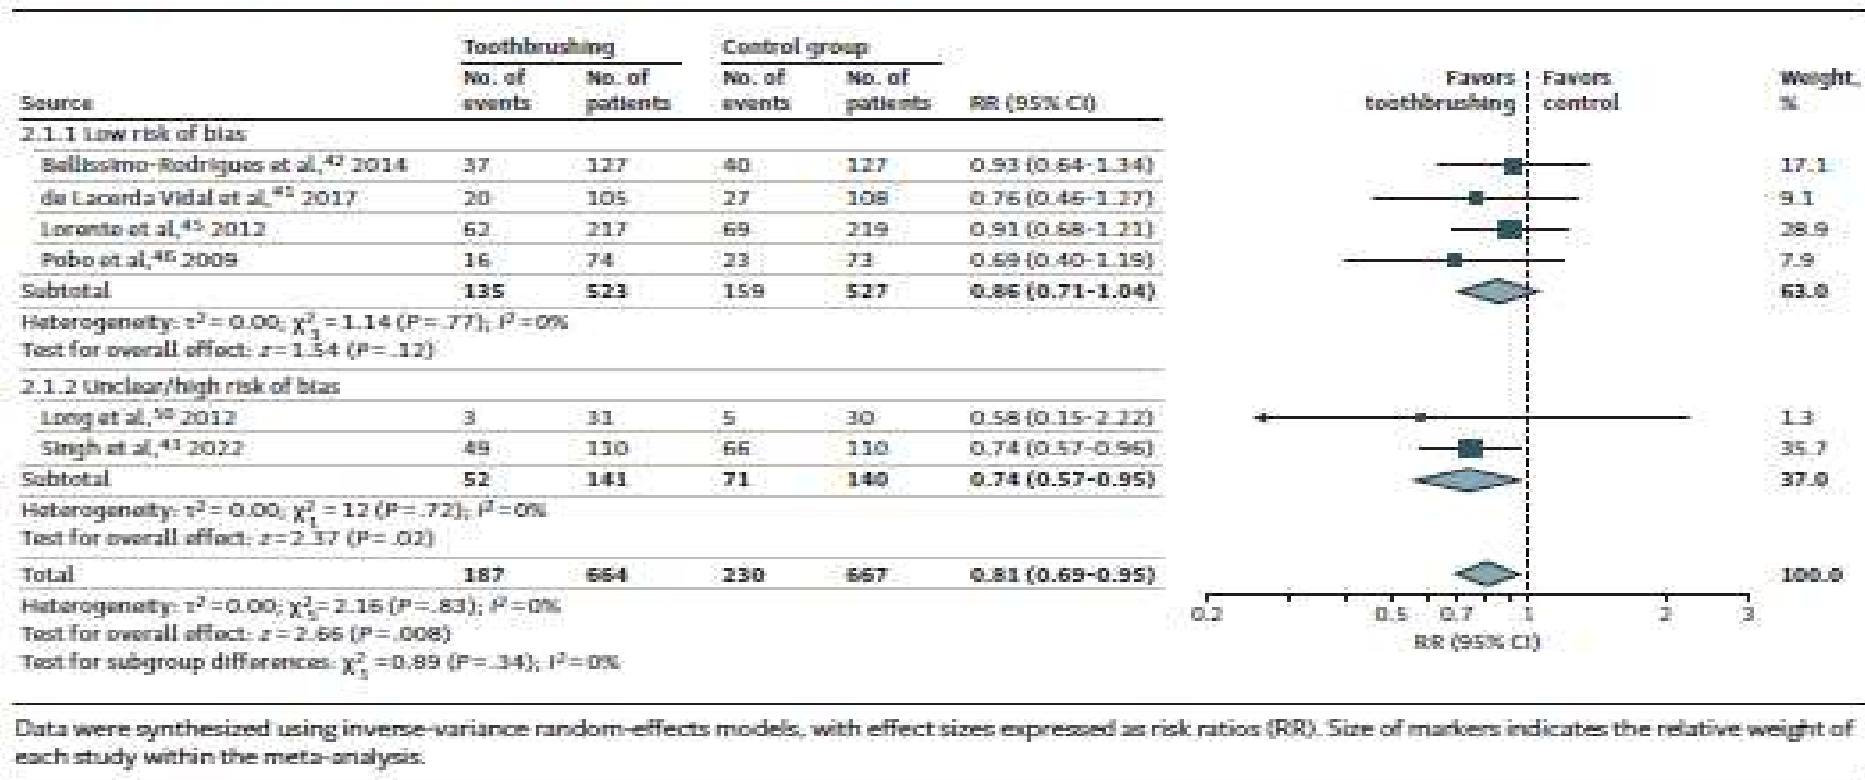 Toothbrushing Control group
No. of events No. of patients No. of events No. of patients
Source RR (95% CI) Favors toothbrushing Favors control Weight, %
2.1.1 Low risk of bias
Bellissimo-Rodrigues et al,42 2014 37 127 40 127 0.93 (0.64-1.34) 17.1
de Lacerda Vidal et al,41 2017 20 105 27 108 0.76 (0.46-1.27) 9.1
Lorente et al,45 2012 62 217 69 219 0.91 (0.68-1.21) 28.9
Pobo et al,46 2009 16 74 23 73 0.69 (0.40-1.19) 7.9
Subtotal 135 523 159 527 0.86 (0.71-1.04) 63.0
Heterogeneity: τ2 = 0.00; χ23 = 1.14 (P = .77); I2 = 0%
Test for overall effect: z = 1.54 (P = .12)
2.1.2 Unclear/high risk of bias
Long et al,50 2012 3 31 5 30 0.58 (0.15-2.22) 1.3
Singh et al,43 2022 49 110 66 110 0.74 (0.57-0.96) 35.7
Subtotal 52 141 71 140 0.74 (0.57-0.95) 37.0
Heterogeneity: τ2 = 0.00; χ21 = 12 (P = .72); I2 = 0%
Test for overall effect: z = 2.37 (P = .02)
Total 187 664 230 667 0.81 (0.69-0.95) 100.0
Heterogeneity: τ2 = 0.00; χ25 = 2.16 (P = .83); I2 = 0%
Test for overall effect: z = 2.66 (P = .008)
Test for subgroup differences: χ21 = 0.89 (P = .34); I2 = 0%
0.2 0.5 0.7 1 2 3
RR (95% CI)
Data were synthesized using inverse-variance random-effects models, with effect sizes expressed as risk ratios (RR). Size of markers indicates the relative weight of
each study within the meta-analysis.